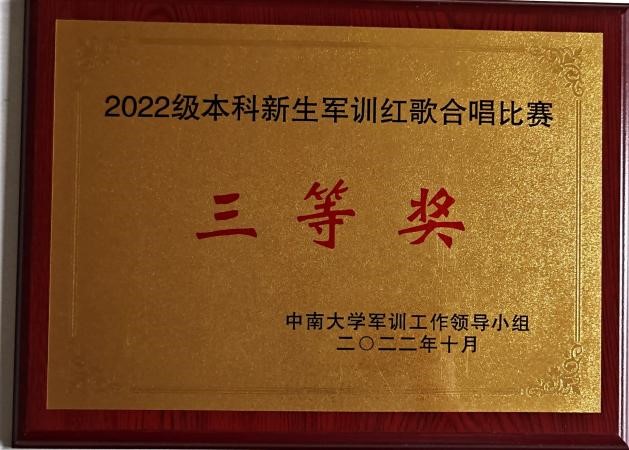 2022级本科新生军训红歌合唱比赛
三等奖
中南大学军训工作领导小组
二〇二二年十月